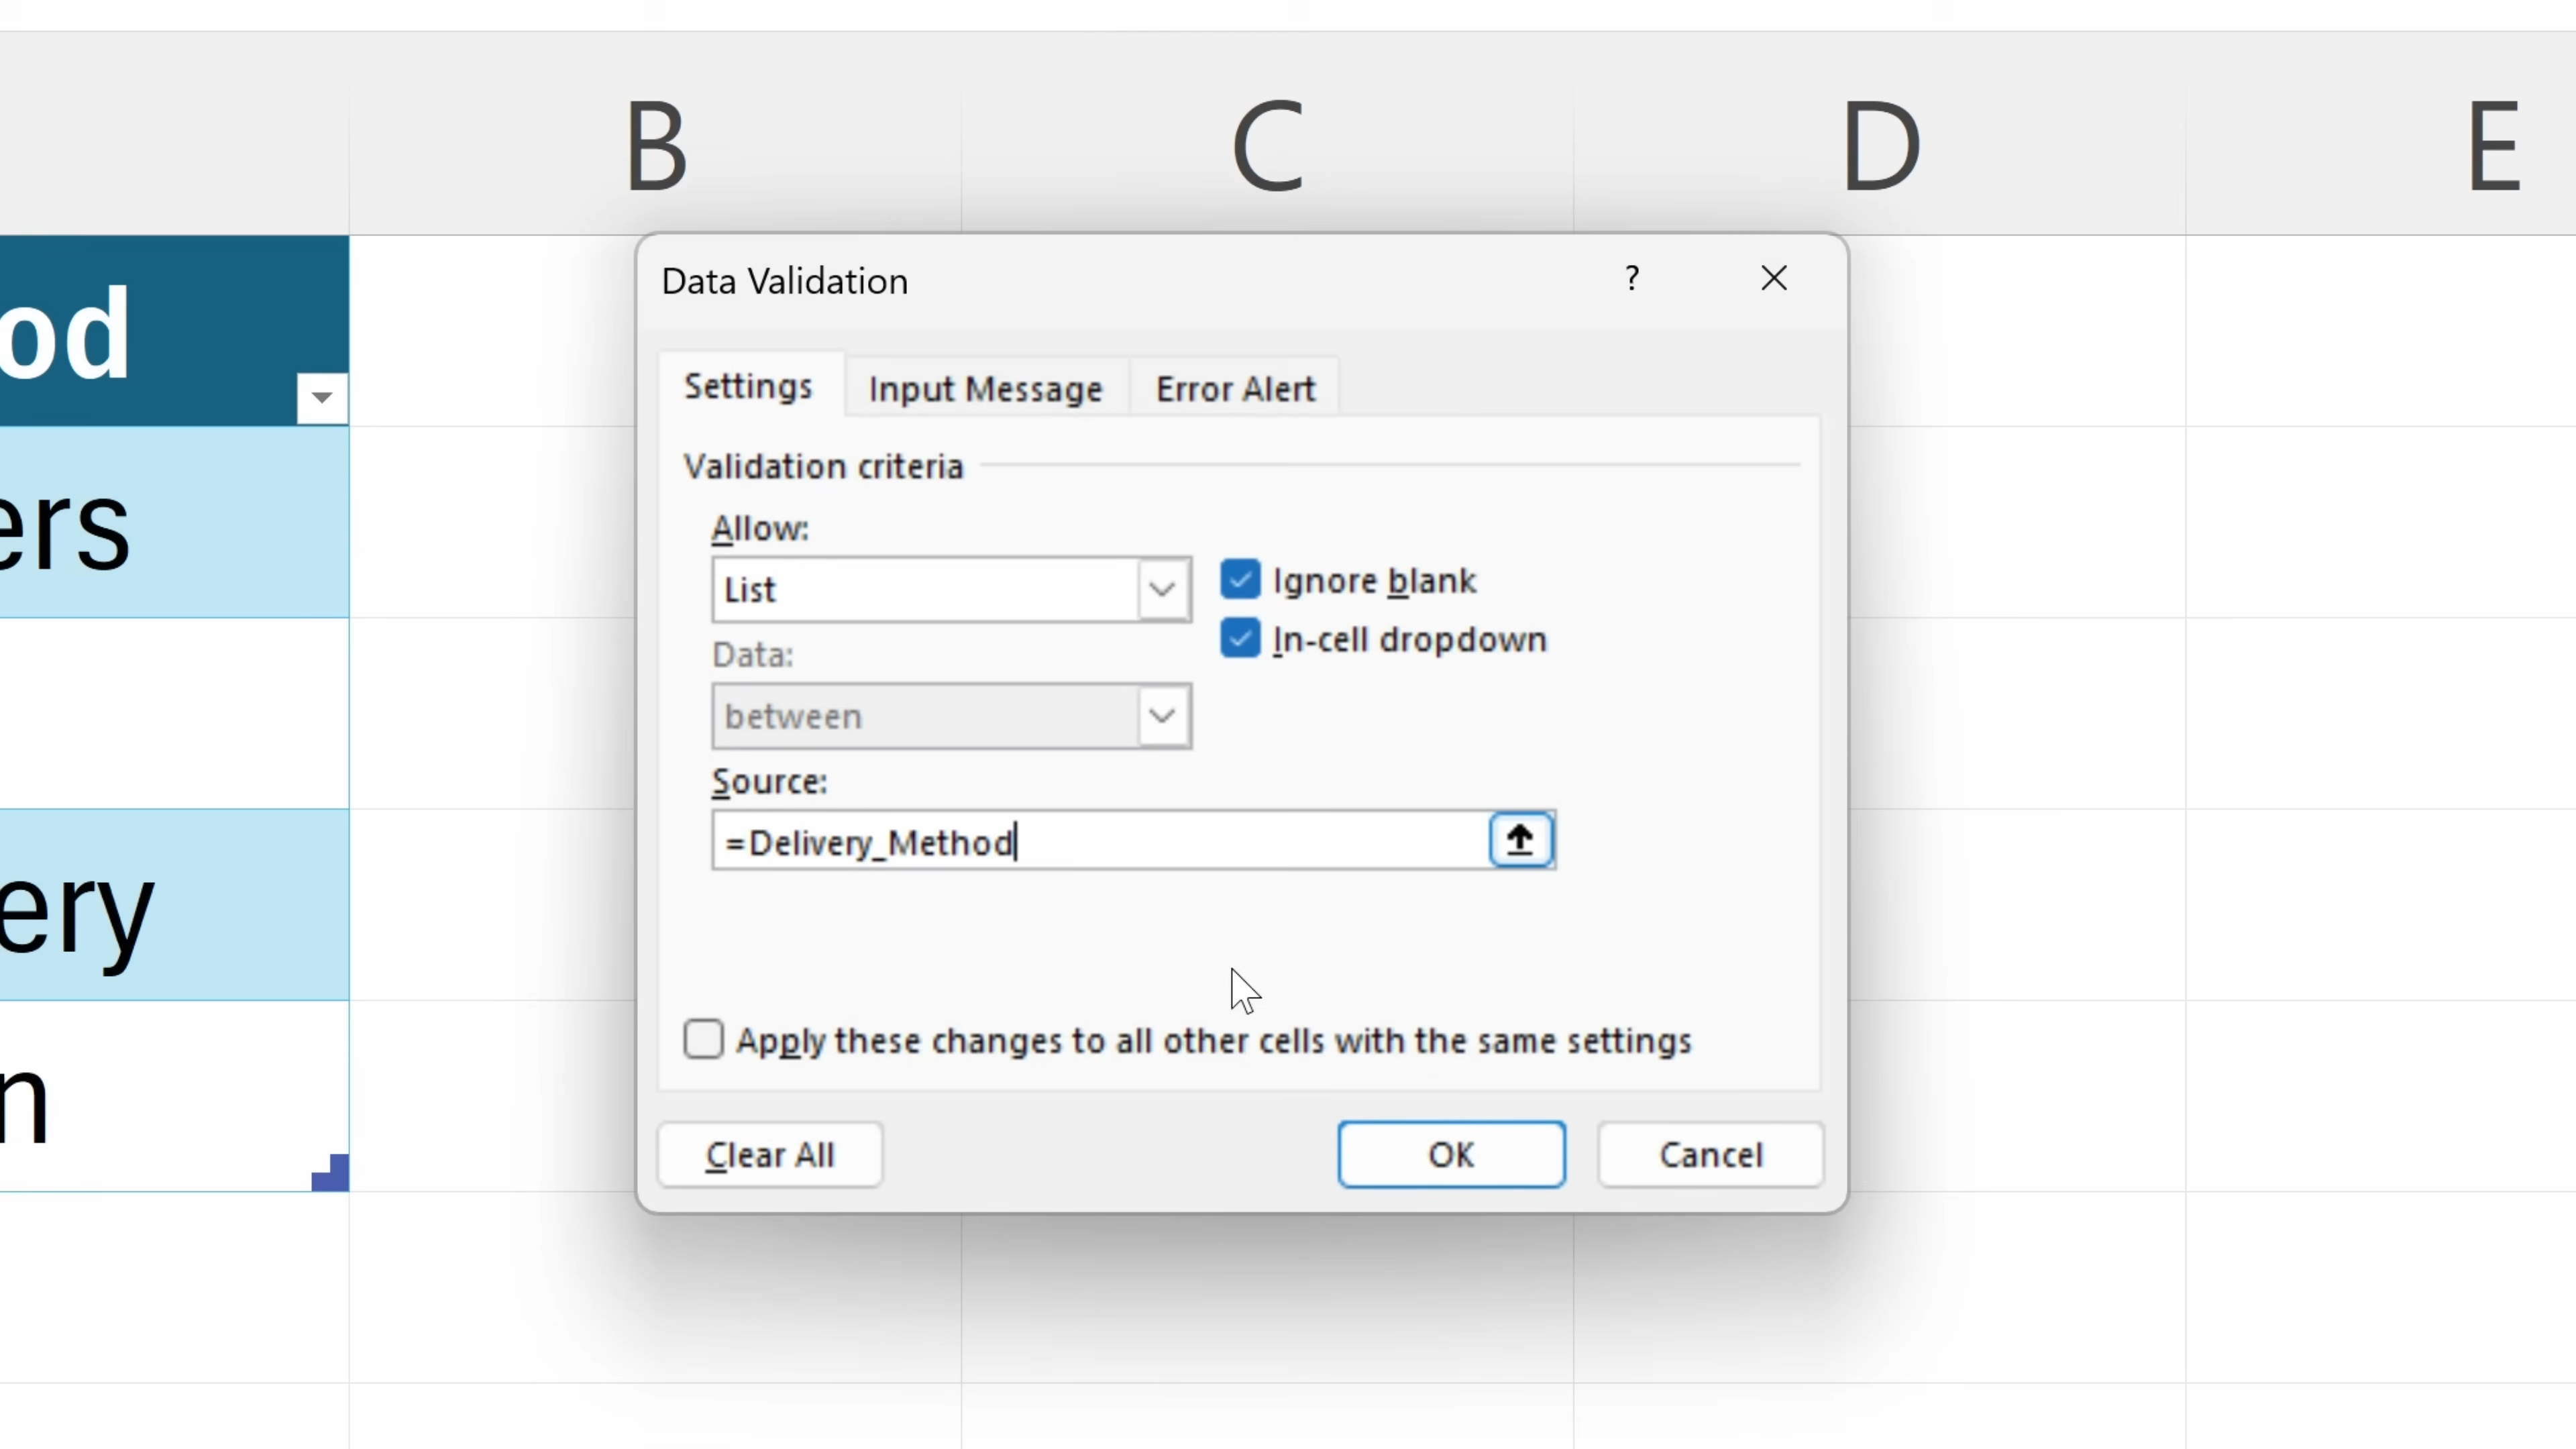 B C D E
Data Validation ?
od
Settings Input Message Error Alert
Validation criteria
Allow:
List
Ignore blank
ers
In-cell dropdown
Data:
between
Source:
=Delivery_Method
ery
Apply these changes to all other cells with the same settings
n
Clear All OK Cancel